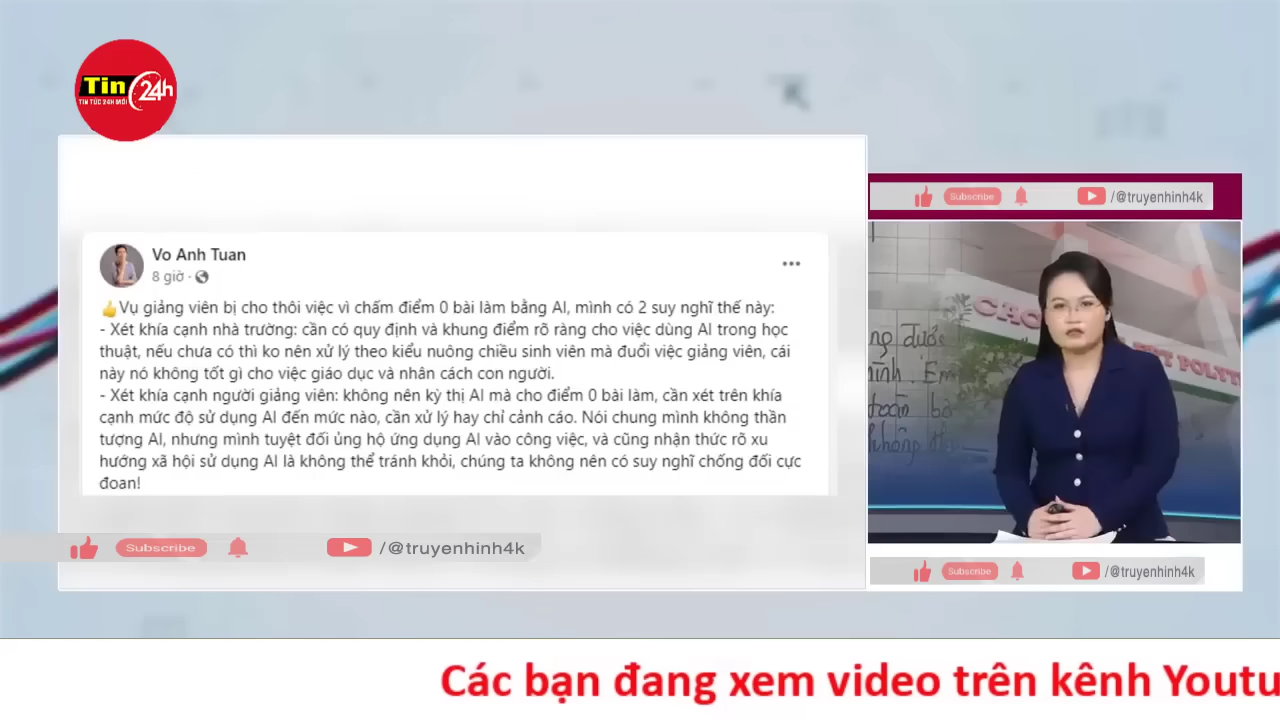 Tin 24h
TIN TỨC 24H MỚI
Vo Anh Tuan
8 giờ ·
👍Vụ giảng viên bị cho thôi việc vì chấm điểm 0 bài làm bằng AI, mình có 2 suy nghĩ thế này:
- Xét khía cạnh nhà trường: cần có quy định và khung điểm rõ ràng cho việc dùng AI trong học
thuật, nếu chưa có thì ko nên xử lý theo kiểu nuông chiều sinh viên mà đuổi việc giảng viên, cái
này nó không tốt gì cho việc giáo dục và nhân cách con người.
- Xét khía cạnh người giảng viên: không nên kỳ thị AI mà cho điểm 0 bài làm, cần xét trên khía
cạnh mức độ sử dụng AI đến mức nào, cần xử lý hay chỉ cảnh cáo. Nói chung mình không thần
tượng AI, nhưng mình tuyệt đối ủng hộ ứng dụng AI vào công việc, và cũng nhận thức rõ xu
hướng xã hội sử dụng AI là không thể tránh khỏi, chúng ta không nên có suy nghĩ chống đối cực
đoan!
Subscribe /@truyenhinh4k
Subscribe /@truyenhinh4k
Subscribe /@truyenhinh4k
Các bạn đang xem video trên kênh Youtu